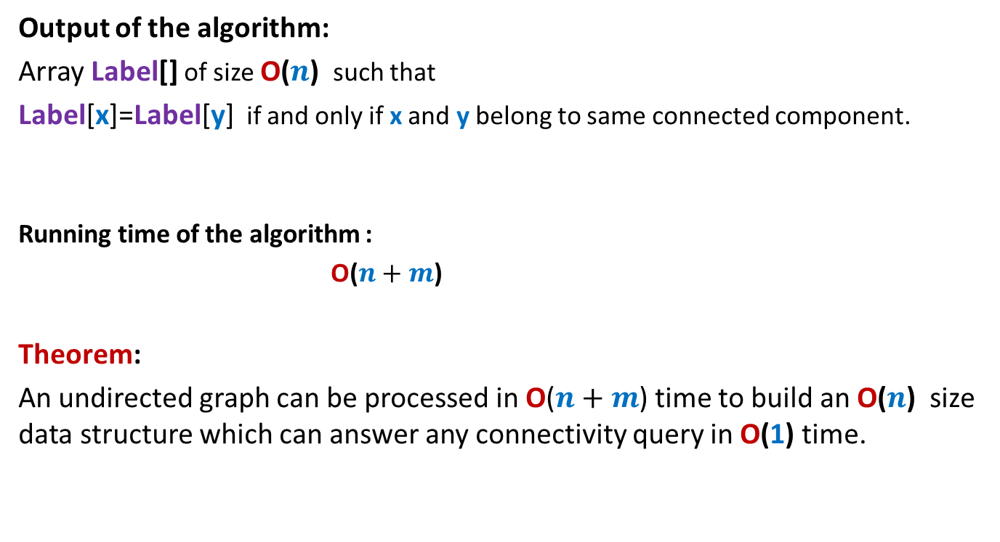 Output of the algorithm:
Array Label[] of size O(n) such that
Label[x]=Label[y] if and only if x and y belong to same connected component.
Running time of the algorithm :
O(n + m)
Theorem:
An undirected graph can be processed in O(n + m) time to build an O(n) size
data structure which can answer any connectivity query in O(1) time.